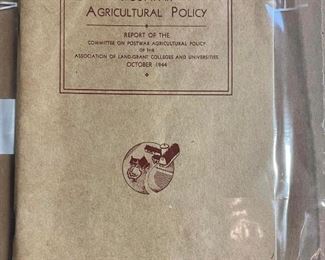 AGRICULTURAL POLICY
REPORT OF THE
COMMITTEE ON POSTWAR AGRICULTURAL POLICY
OF THE
ASSOCIATION OF LAND-GRANT COLLEGES AND UNIVERSITIES
OCTOBER 1944